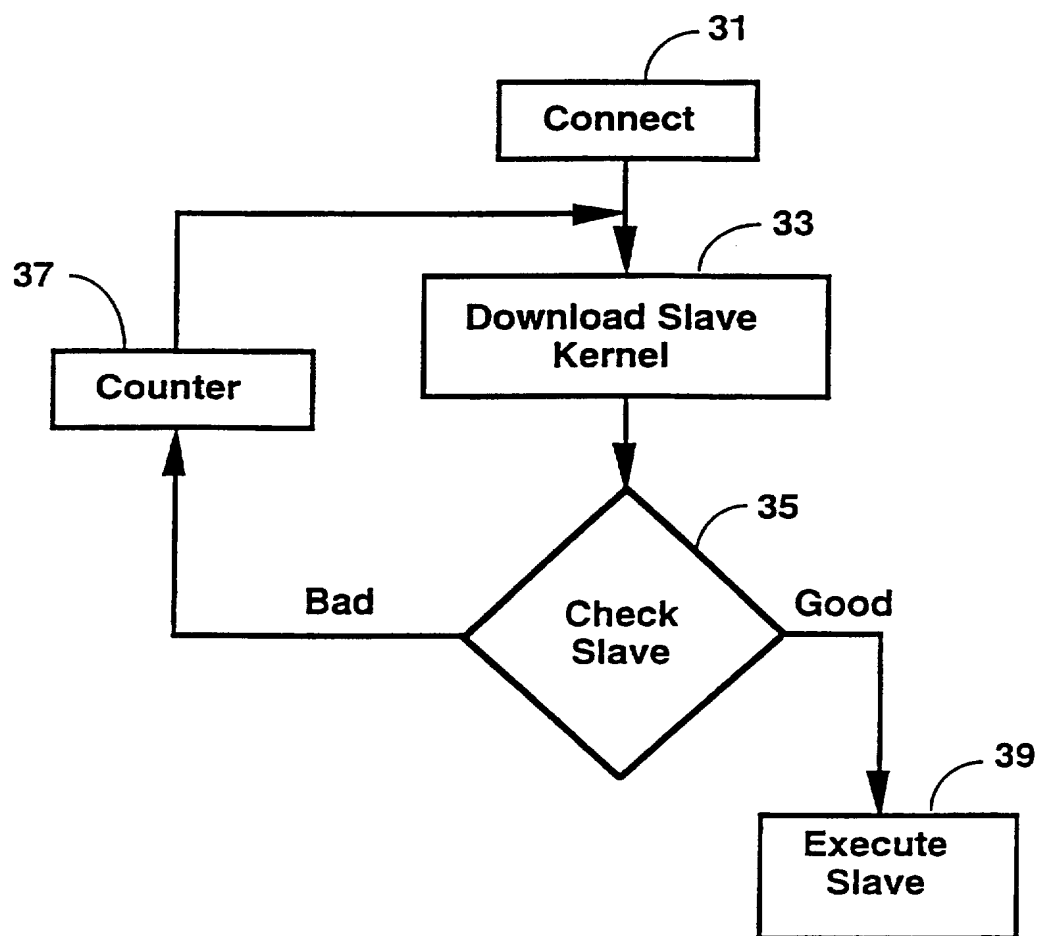 31
Connect
33
37
Download Slave
Kernel
Counter
35
Bad
Check
Slave
Good
39
Execute
Slave